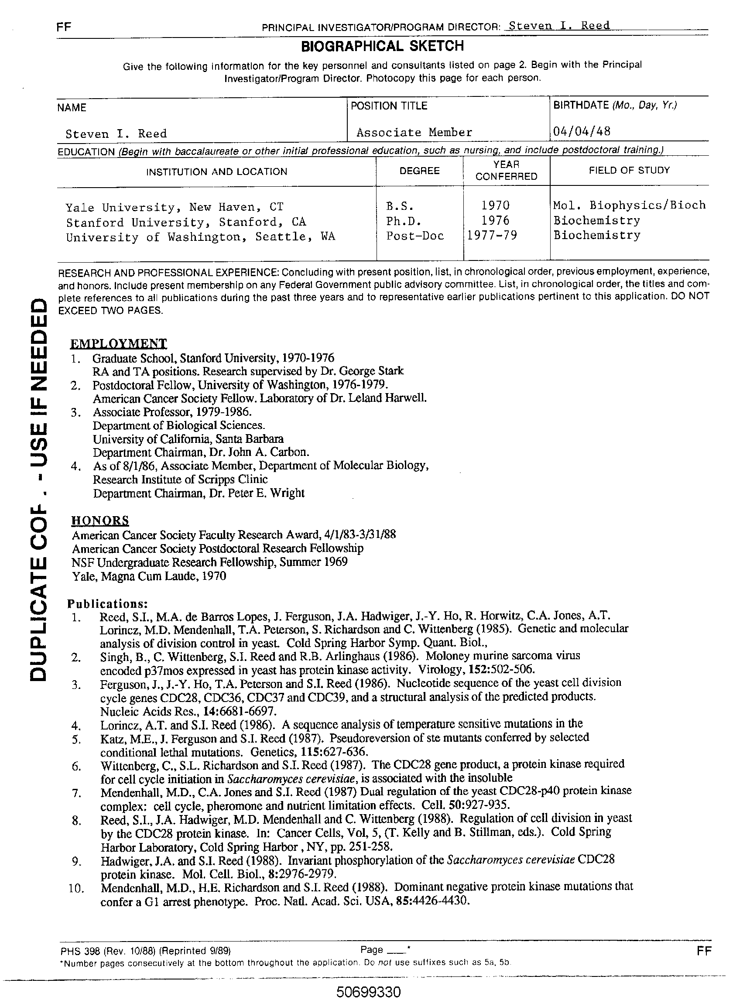 FF
PRINCIPAL INVESTIGATOR/PROGRAM DIRECTOR: Steven I. Reed
BIOGRAPHICAL SKETCH
Give the following information for the key personnel and consultants listed on page 2. Begin with the Principal
Investigator/Program Director. Photocopy this page for each person.
NAME
POSITION TITLE
BIRTHDATE (Mo., Day, Yr.)
Steven I. Reed
Associate Member
04/04/48
EDUCATION (Begin with baccalaureate or other initial professional education, such as nursing, and include postdoctoral training.)
INSTITUTION AND LOCATION
DEGREE
YEAR
CONFERRED
FIELD OF STUDY
Yale University, New Haven, CT B.S. 1970 Mol. Biophysics/Bioch
Stanford University, Stanford, CA Ph.D. 1976 Biochemistry
University of Washington, Seattle, WA Post-Doc 1977-79 Biochemistry
RESEARCH AND PROFESSIONAL EXPERIENCE: Concluding with present position, list, in chronological order, previous employment, experience,
and honors. Include present membership on any Federal Government public advisory committee. List, in chronological order, the titles and com-
plete references to all publications during the past three years and to representative earlier publications pertinent to this application. DO NOT
EXCEED TWO PAGES.
DUPLICATE COP . - USE IF NEEDED
EMPLOYMENT
1. Graduate School, Stanford University, 1970-1976
RA and TA positions. Research supervised by Dr. George Stark
2. Postdoctoral Fellow, University of Washington, 1976-1979.
American Cancer Society Fellow. Laboratory of Dr. Leland Harwell.
3. Associate Professor, 1979-1986.
Department of Biological Sciences.
University of California, Santa Barbara
Department Chairman, Dr. John A. Carbon.
4. As of 8/1/86, Associate Member, Department of Molecular Biology,
Research Institute of Scripps Clinic
Department Chairman, Dr. Peter E. Wright
HONORS
American Cancer Society Faculty Research Award, 4/1/83-3/31/88
American Cancer Society Postdoctoral Research Fellowship
NSF Undergraduate Research Fellowship, Summer 1969
Yale, Magna Cum Laude, 1970
Publications:
1. Reed, S.I., M.A. de Barros Lopes, J. Ferguson, J.A. Hadwiger, J.-Y. Ho, R. Horwitz, C.A. Jones, A.T.
Lorincz, M.D. Mendenhall, T.A. Peterson, S. Richardson and C. Wittenberg (1985). Genetic and molecular
analysis of division control in yeast. Cold Spring Harbor Symp. Quant. Biol.,
2. Singh, B., C. Wittenberg, S.I. Reed and R.B. Arlinghaus (1986). Moloney murine sarcoma virus
encoded p37mos expressed in yeast has protein kinase activity. Virology, 152:502-506.
3. Ferguson, J., J.-Y. Ho, T.A. Peterson and S.I. Reed (1986). Nucleotide sequence of the yeast cell division
cycle genes CDC28, CDC36, CDC37 and CDC39, and a structural analysis of the predicted products.
Nucleic Acids Res., 14:6681-6697.
4. Lorincz, A.T. and S.I. Reed (1986). A sequence analysis of temperature sensitive mutations in the
5. Katz, M.E., J. Ferguson and S.I. Reed (1987). Pseudoreversion of ste mutants conferred by selected
conditional lethal mutations. Genetics, 115:627-636.
6. Wittenberg, C., S.L. Richardson and S.I. Reed (1987). The CDC28 gene product, a protein kinase required
for cell cycle initiation in Saccharomyces cerevisiae, is associated with the insoluble
7. Mendenhall, M.D., C.A. Jones and S.I. Reed (1987) Dual regulation of the yeast CDC28-p40 protein kinase
complex: cell cycle, pheromone and nutrient limitation effects. Cell. 50:927-935.
8. Reed, S.I., J.A. Hadwiger, M.D. Mendenhall and C. Wittenberg (1988). Regulation of cell division in yeast
by the CDC28 protein kinase. In: Cancer Cells, Vol, 5, (T. Kelly and B. Stillman, eds.). Cold Spring
Harbor Laboratory, Cold Spring Harbor , NY, pp. 251-258.
9. Hadwiger, J.A. and S.I. Reed (1988). Invariant phosphorylation of the Saccharomyces cerevisiae CDC28
protein kinase. Mol. Cell. Biol., 8:2976-2979.
10. Mendenhall, M.D., H.E. Richardson and S.I. Reed (1988). Dominant negative protein kinase mutations that
confer a G1 arrest phenotype. Proc. Natl. Acad. Sci. USA, 85:4426-4430.
PHS 398 (Rev. 10/88) (Reprinted 9/89)
Page ___*
FF
*Number pages consecutively at the bottom throughout the application. Do not use suffixes such as 5a, 5b.
50699330